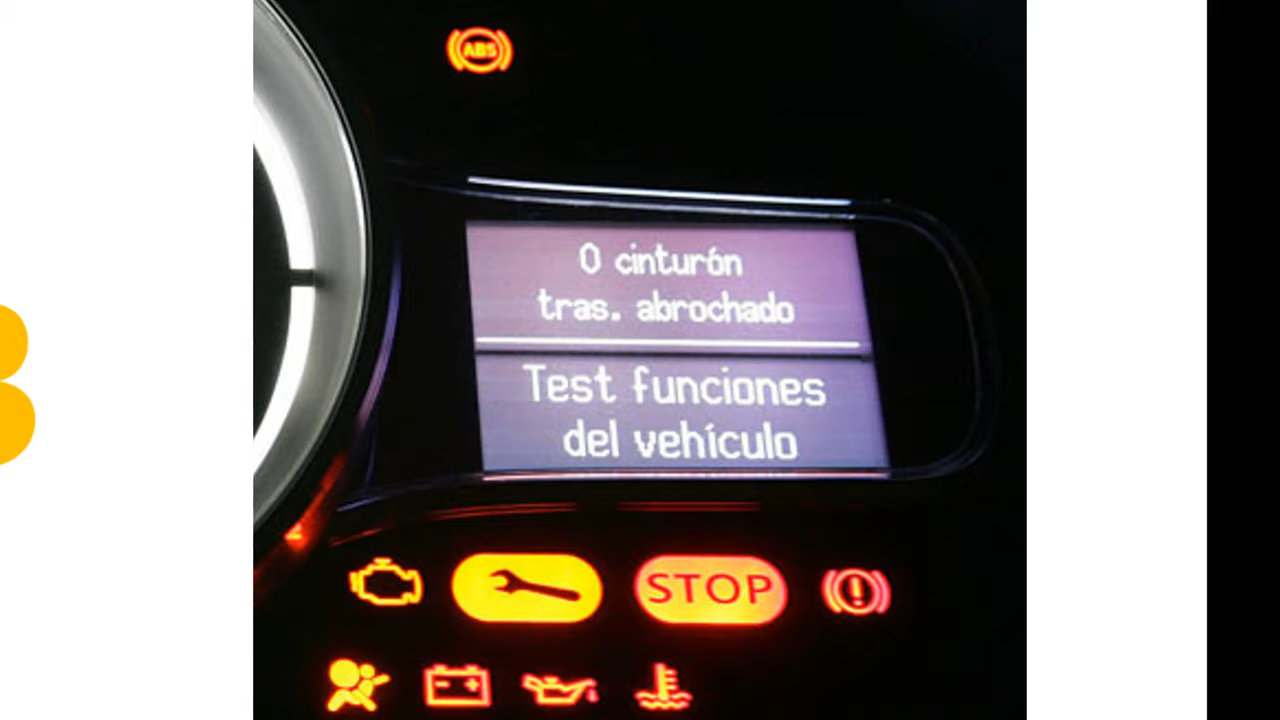 ABS
0 cinturón
tras. abrochado
Test funciones
del vehículo
STOP